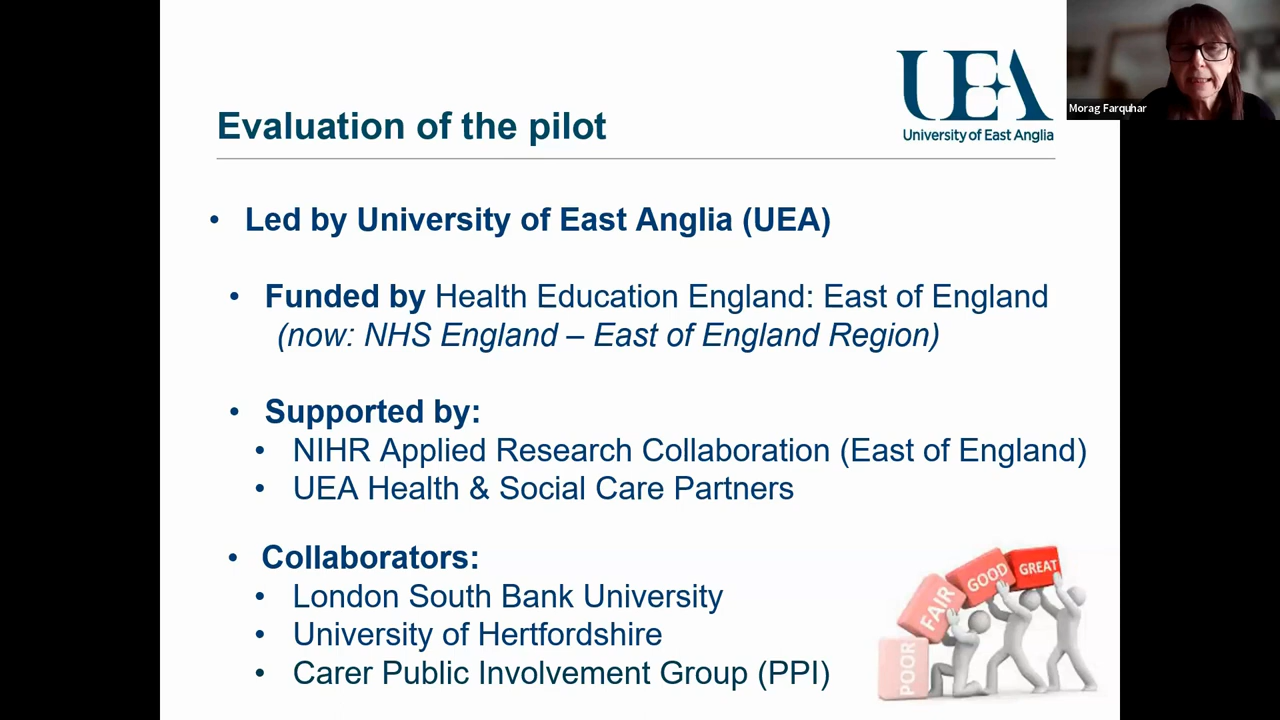 UEA
University of East Anglia
Morag Farquhar
Evaluation of the pilot
• Led by University of East Anglia (UEA)
• Funded by Health Education England: East of England
(now: NHS England – East of England Region)
• Supported by:
• NIHR Applied Research Collaboration (East of England)
• UEA Health & Social Care Partners
• Collaborators:
• London South Bank University
• University of Hertfordshire
• Carer Public Involvement Group (PPI)
POOR
FAIR
GOOD
GREAT